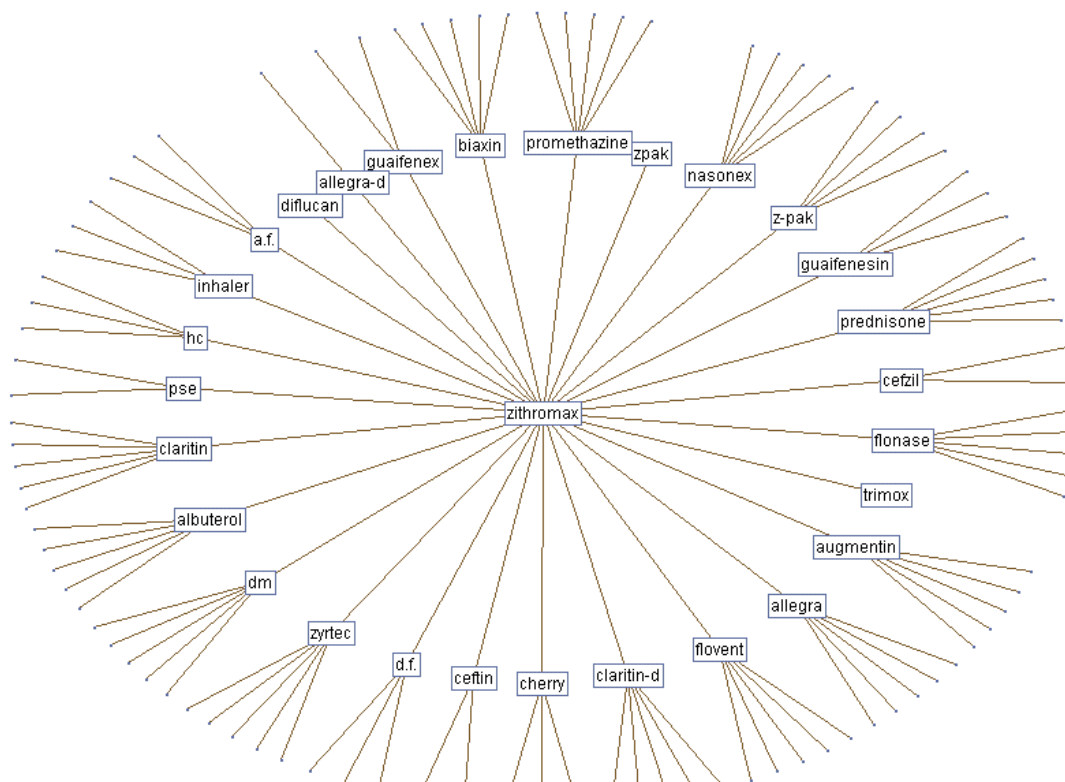 biaxin
promethazine
zpak
guaifenex
nasonex
allegra-d
diflucan
z-pak
a.f.
guaifenesin
inhaler
prednisone
hc
cefzil
pse
zithromax
flonase
claritin
trimox
albuterol
augmentin
dm
allegra
zyrtec
flovent
d.f.
ceftin
cherry
claritin-d